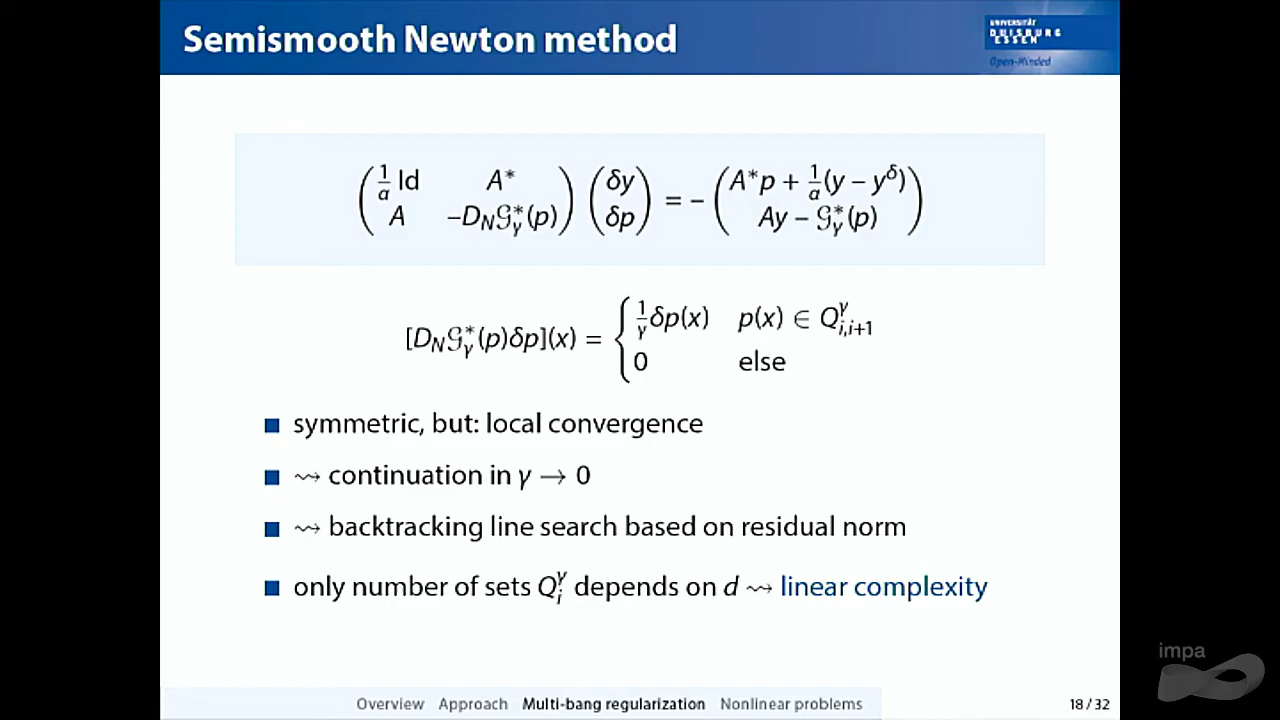 Semismooth Newton method
UNIVERSITÄT
DUISBURG
ESSEN
Open-Minded
(1/α Id A*; A −D_N𝒢*_γ(p)) (δy; δp) = − (A*p + 1/α(y − y^δ); Ay − 𝒢*_γ(p))
[D_N𝒢*_γ(p)δp](x) = { 1/γ δp(x) p(x) ∈ Q^γ_{i,i+1}
0 else
■ symmetric, but: local convergence
■ ⇝ continuation in γ → 0
■ ⇝ backtracking line search based on residual norm
■ only number of sets Q^γ_i depends on d ⇝ linear complexity
impa
Overview Approach Multi-bang regularization Nonlinear problems 18 / 32